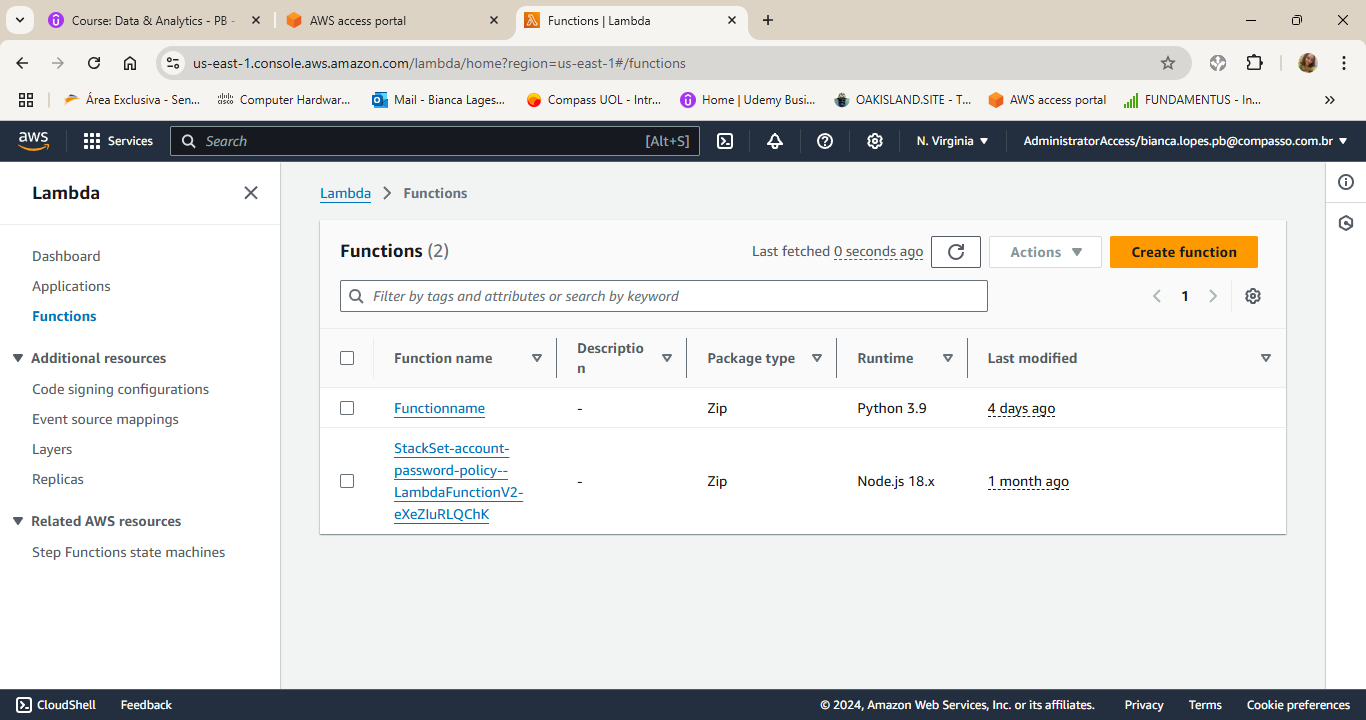 Course: Data & Analytics - PB -
AWS access portal
Functions | Lambda
us-east-1.console.aws.amazon.com/lambda/home?region=us-east-1#/functions
Área Exclusiva - Sen...
Computer Hardwar...
Mail - Bianca Lages...
Compass UOL - Intr...
Home | Udemy Busi...
OAKISLAND.SITE - T...
AWS access portal
FUNDAMENTUS - In...
aws
Services
Search
[Alt+S]
N. Virginia
AdministratorAccess/bianca.lopes.pb@compasso.com.br
Lambda
Dashboard
Applications
Functions
Additional resources
Code signing configurations
Event source mappings
Layers
Replicas
Related AWS resources
Step Functions state machines
Lambda > Functions
Functions (2)
Last fetched 0 seconds ago
Actions
Create function
Filter by tags and attributes or search by keyword
1
Function name
Descriptio
n
Package type
Runtime
Last modified
Functionname - Zip Python 3.9 4 days ago
StackSet-account-
password-policy--
LambdaFunctionV2-
eXeZIuRLQChK
- Zip Node.js 18.x 1 month ago
CloudShell
Feedback
© 2024, Amazon Web Services, Inc. or its affiliates.
Privacy
Terms
Cookie preferences